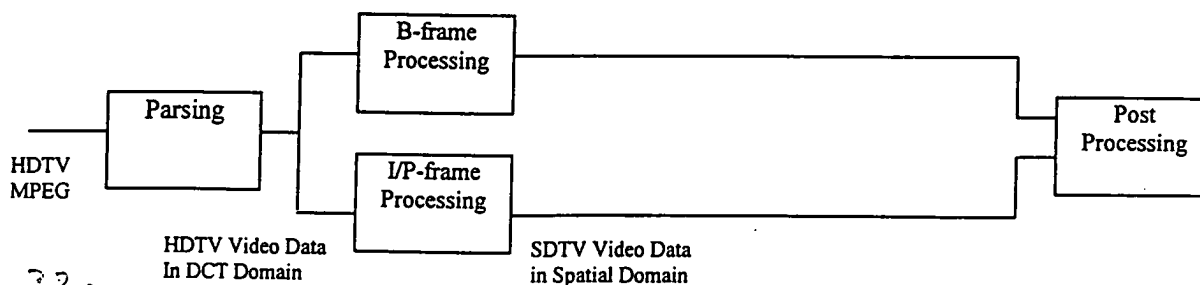 B-frame
Processing
Parsing
Post
Processing
HDTV
MPEG
I/P-frame
Processing
HDTV Video Data
In DCT Domain
SDTV Video Data
in Spatial Domain